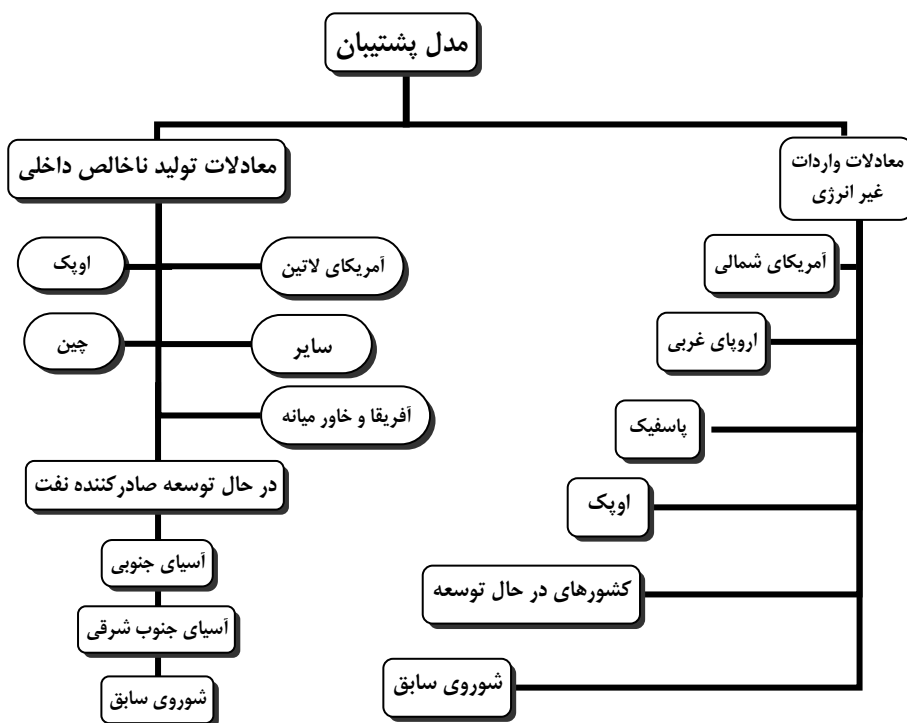 مدل پشتیبان
معادلات واردات
غیر انرژی
آمریکای شمالی
اروپای غربی
پاسفیک
اوپک
کشورهای در حال توسعه
شوروی سابق
معادلات تولید ناخالص داخلی
آمریکای لاتین
اوپک
سایر
چین
آفریقا و خاور میانه
در حال توسعه صادرکننده نفت
آسیای جنوبی
آسیای جنوب شرقی
شوروی سابق